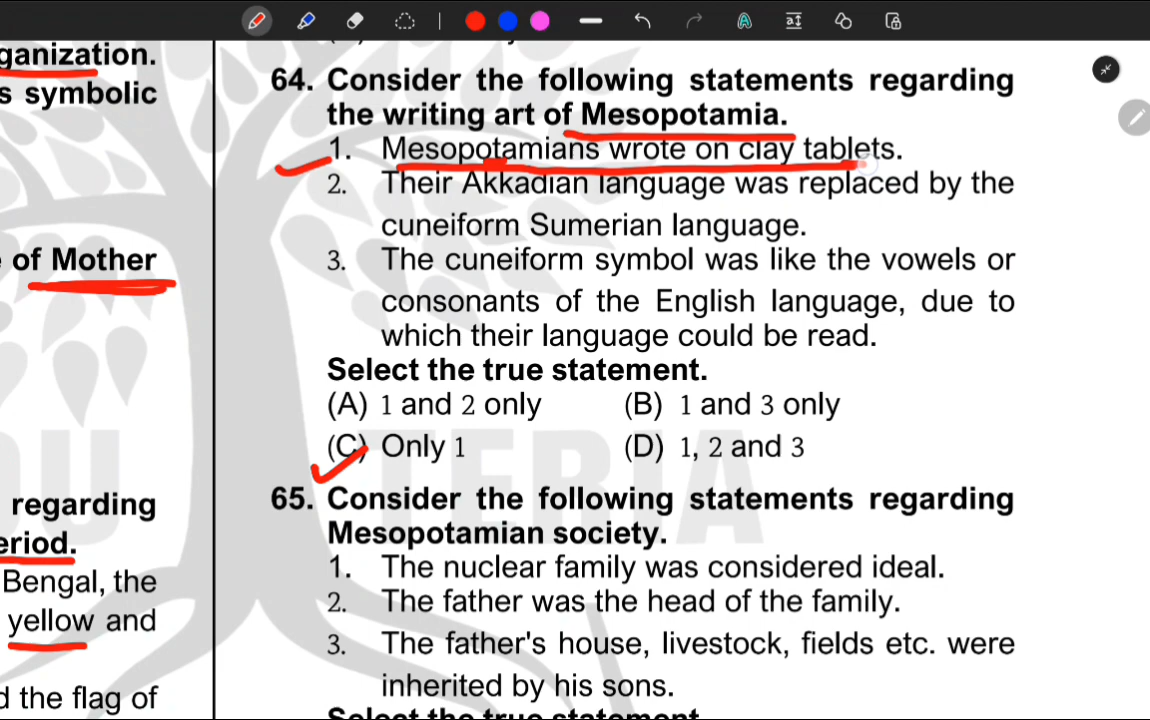 ganization.
s symbolic
of Mother
regarding
eriod.
Bengal, the
yellow and
d the flag of
64. Consider the following statements regarding
the writing art of Mesopotamia.
1. Mesopotamians wrote on clay tablets.
2. Their Akkadian language was replaced by the
cuneiform Sumerian language.
3. The cuneiform symbol was like the vowels or
consonants of the English language, due to
which their language could be read.
Select the true statement.
(A) 1 and 2 only (B) 1 and 3 only
(C) Only 1 (D) 1, 2 and 3
65. Consider the following statements regarding
Mesopotamian society.
1. The nuclear family was considered ideal.
2. The father was the head of the family.
3. The father's house, livestock, fields etc. were
inherited by his sons.
Select the true statement